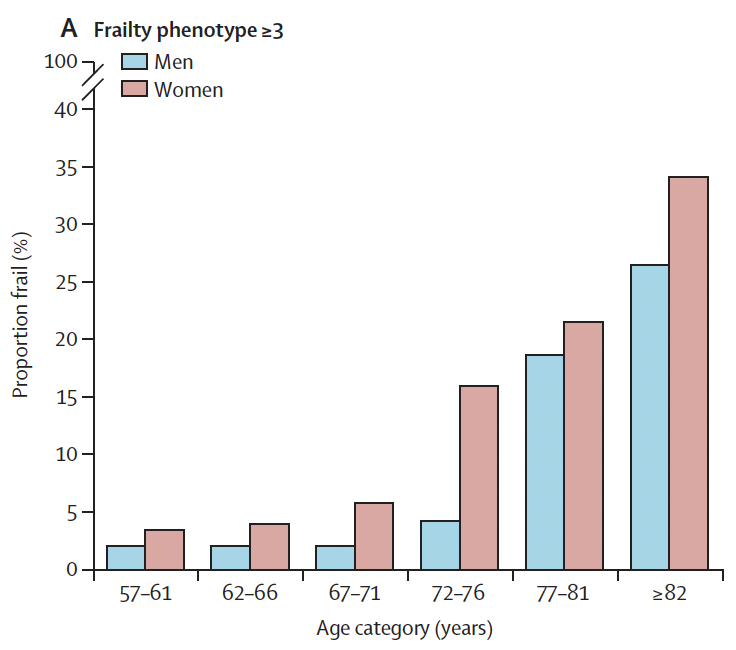 A Frailty phenotype ≥3
Men
Women
100
40
35
30
25
20
15
10
5
0
Proportion frail (%)
57–61 62–66 67–71 72–76 77–81 ≥82
Age category (years)